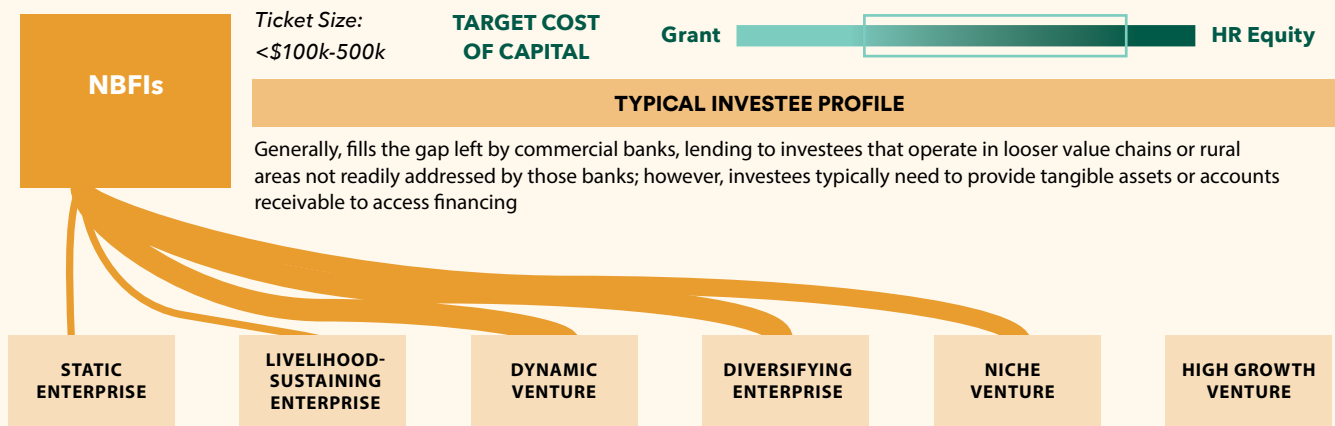 NBFIs
Ticket Size:
<$100k-500k
TARGET COST
OF CAPITAL
Grant
HR Equity
TYPICAL INVESTEE PROFILE
Generally, fills the gap left by commercial banks, lending to investees that operate in looser value chains or rural
areas not readily addressed by those banks; however, investees typically need to provide tangible assets or accounts
receivable to access financing
STATIC
ENTERPRISE
LIVELIHOOD-
SUSTAINING
ENTERPRISE
DYNAMIC
VENTURE
DIVERSIFYING
ENTERPRISE
NICHE
VENTURE
HIGH GROWTH
VENTURE